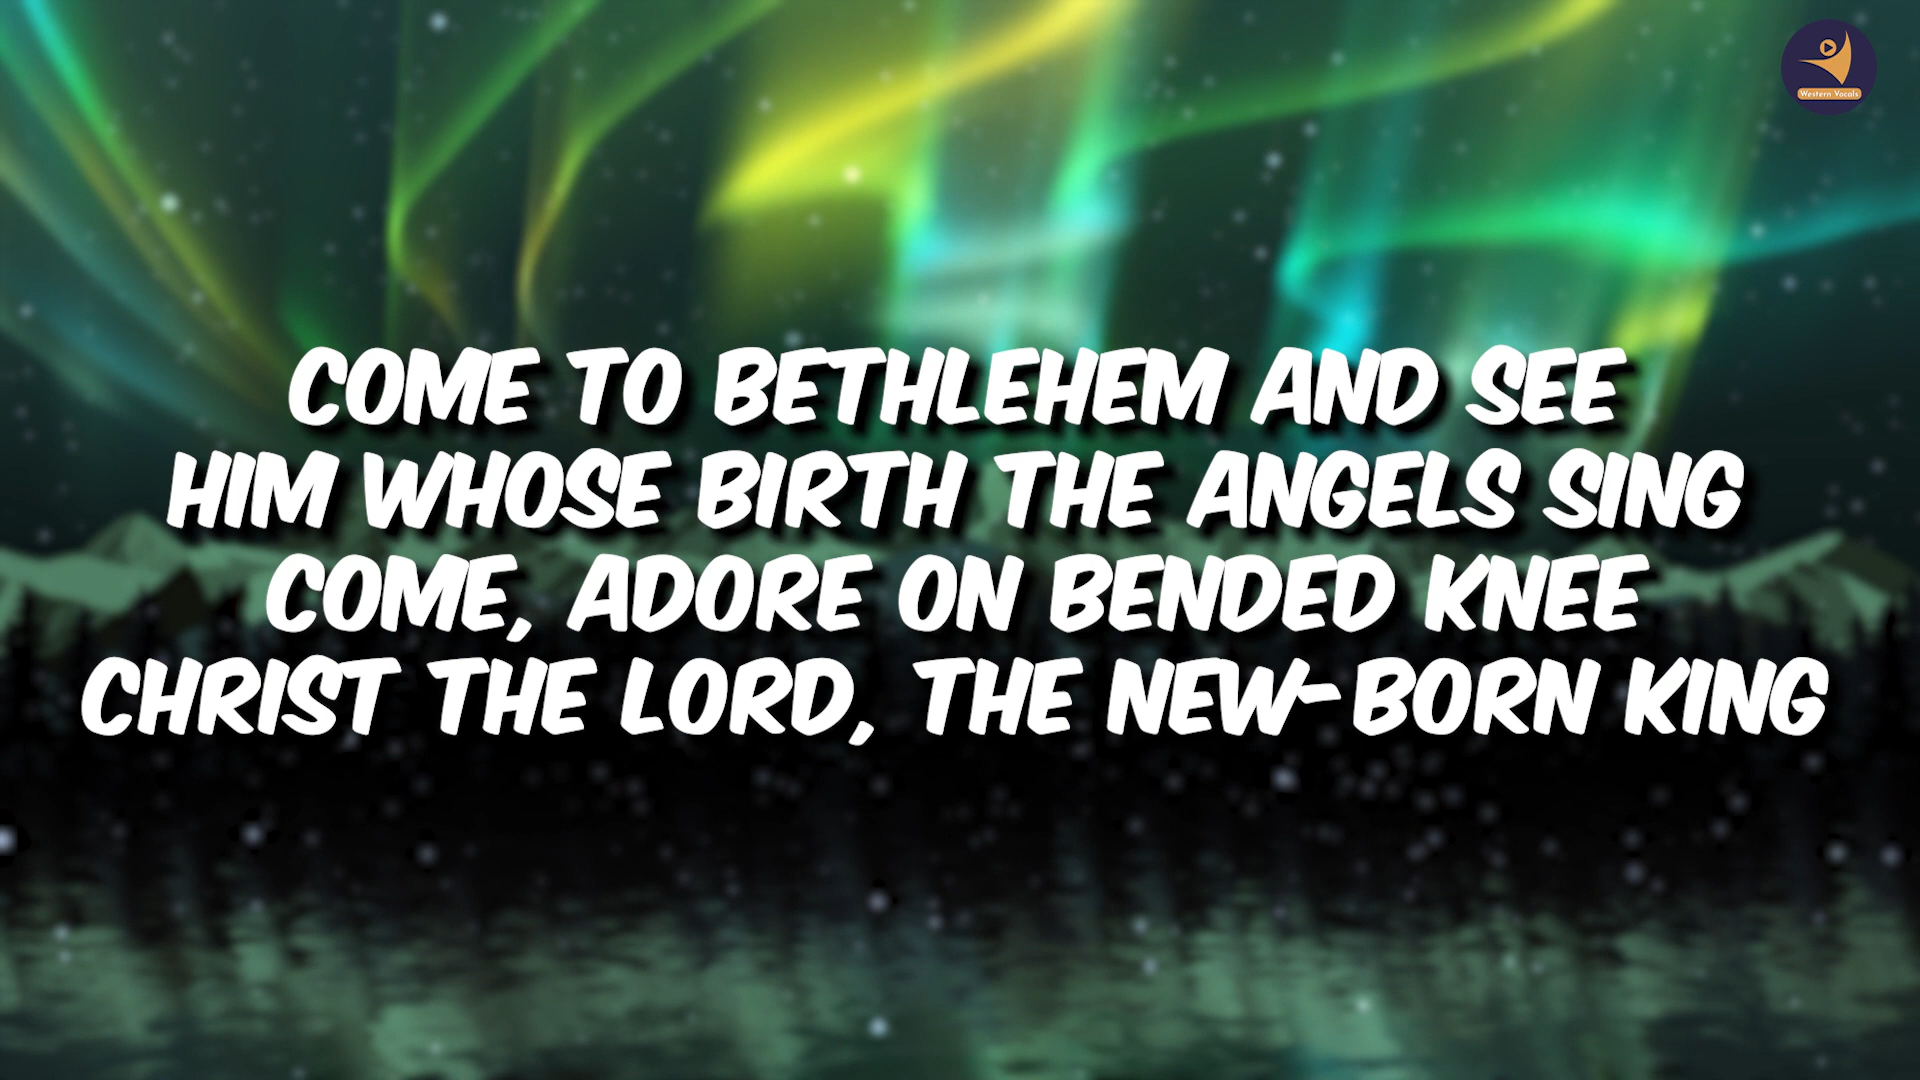 Western Vocals
COME TO BETHLEHEM AND SEE
HIM WHOSE BIRTH THE ANGELS SING
COME, ADORE ON BENDED KNEE
CHRIST THE LORD, THE NEW-BORN KING